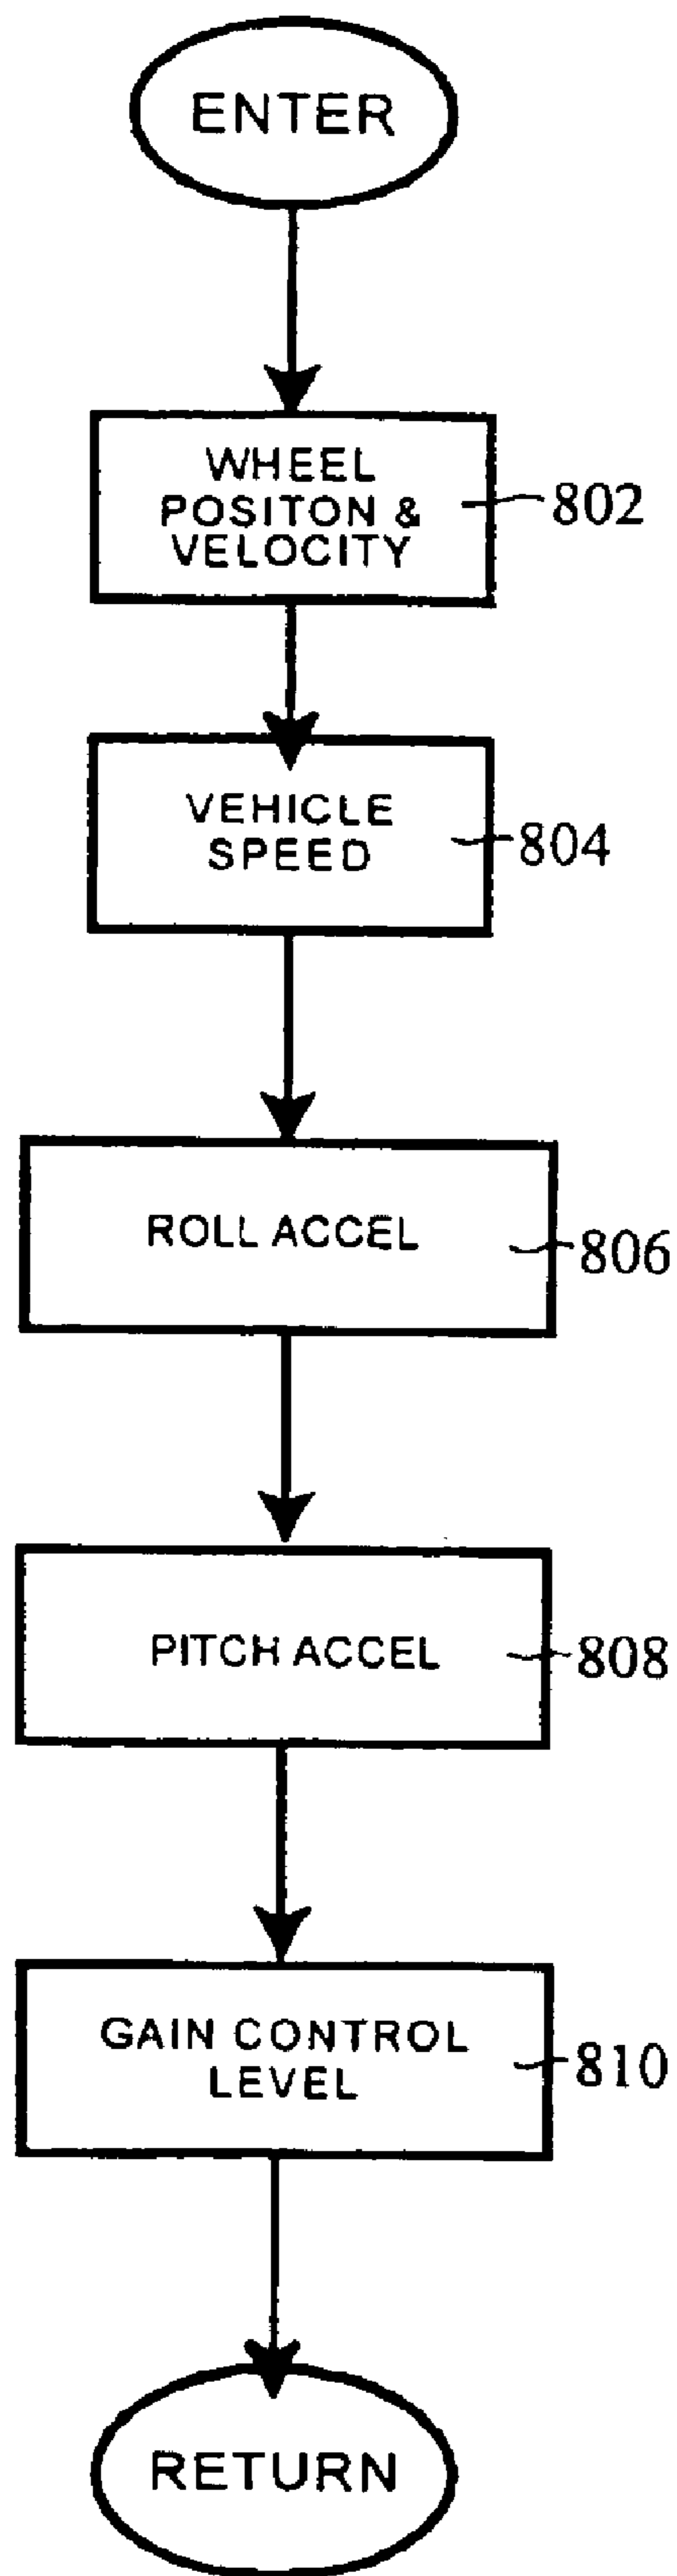 ENTER
WHEEL
POSITON &
VELOCITY
802
VEHICLE
SPEED
804
ROLL ACCEL
806
PITCH ACCEL
808
GAIN CONTROL
LEVEL
810
RETURN